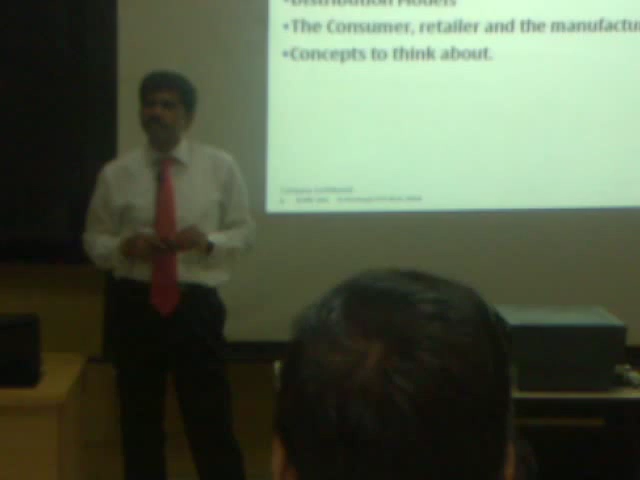 •Distribution Models
•The Consumer, retailer and the manufactu
•Concepts to think about.